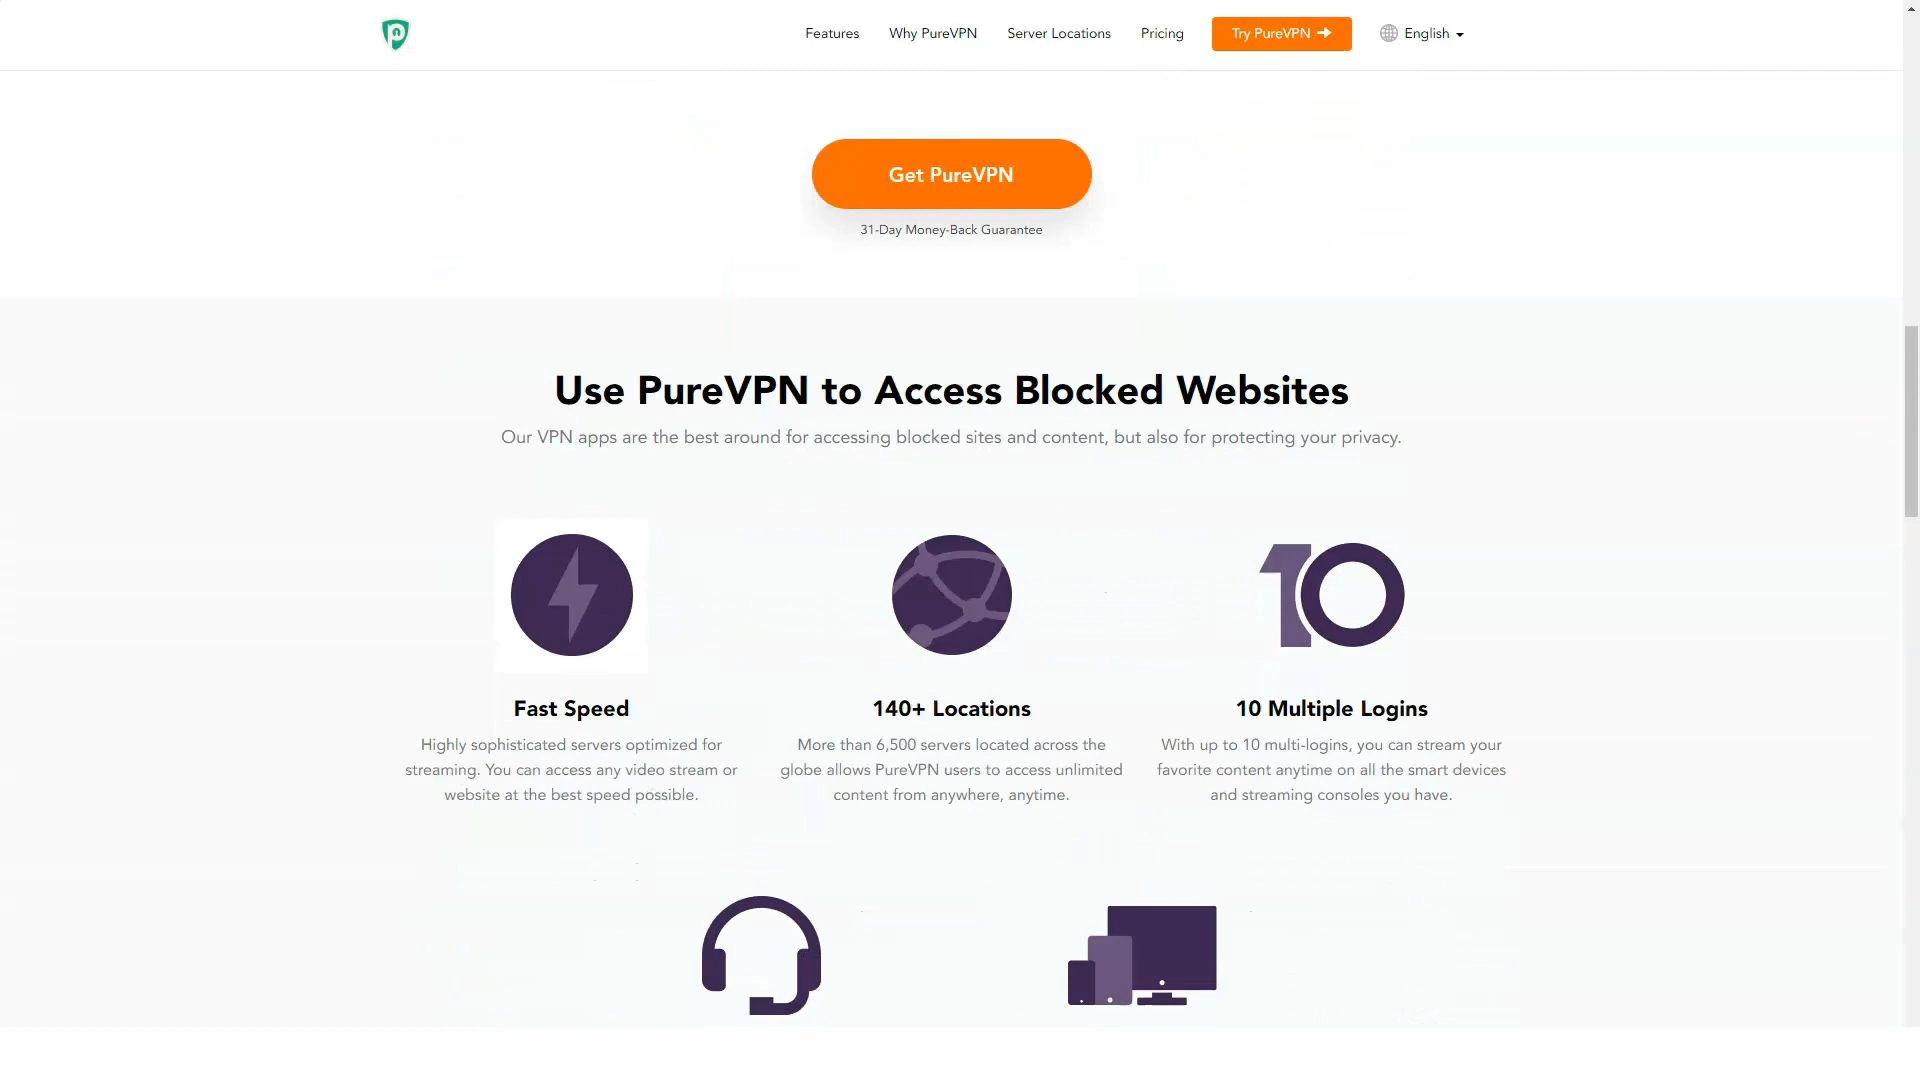 Features Why PureVPN Server Locations Pricing Try PureVPN English
Get PureVPN
31-Day Money-Back Guarantee
Use PureVPN to Access Blocked Websites
Our VPN apps are the best around for accessing blocked sites and content, but also for protecting your privacy.
10
Fast Speed
Highly sophisticated servers optimized for
streaming. You can access any video stream or
website at the best speed possible.
140+ Locations
More than 6,500 servers located across the
globe allows PureVPN users to access unlimited
content from anywhere, anytime.
10 Multiple Logins
With up to 10 multi-logins, you can stream your
favorite content anytime on all the smart devices
and streaming consoles you have.